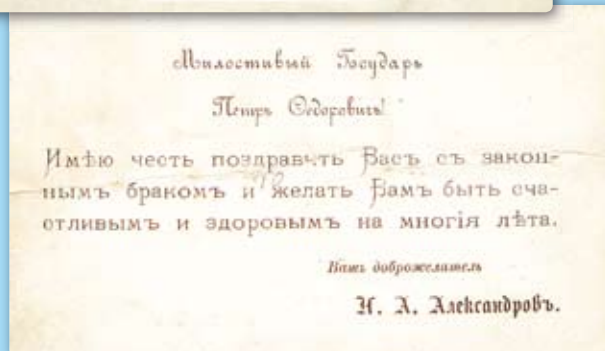 Милостивый Государь
Петръ Ѳедоровичъ!
Имѣю честь поздравить Васъ съ закон-
нымъ бракомъ и желать Вамъ быть сча-
стливымъ и здоровымъ на многія лѣта.
Вашъ доброжелатель
И. А. Александровъ.